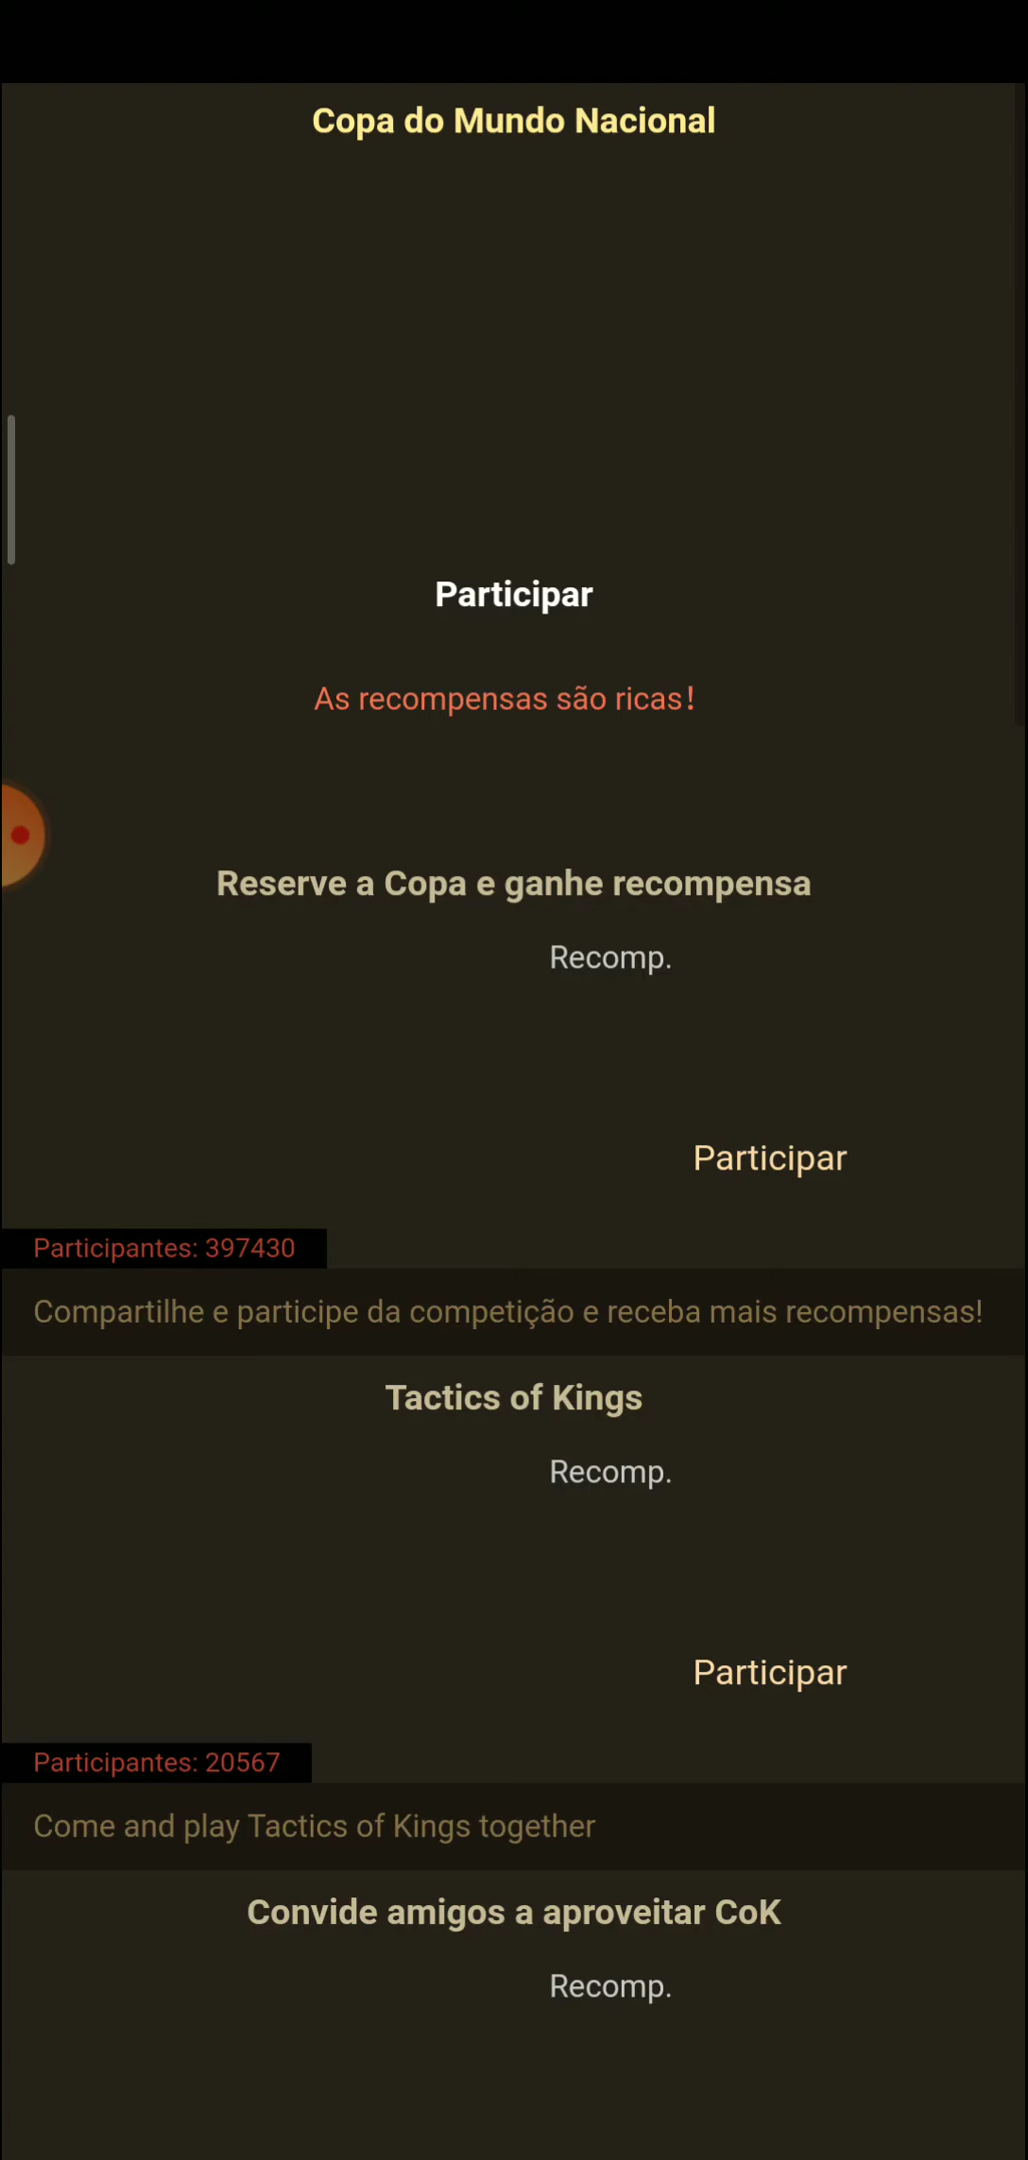 Copa do Mundo Nacional
Participar
As recompensas são ricas!
Reserve a Copa e ganhe recompensa
Recomp.
Participar
Participantes: 397430
Compartilhe e participe da competição e receba mais recompensas!
Tactics of Kings
Recomp.
Participar
Participantes: 20567
Come and play Tactics of Kings together
Convide amigos a aproveitar CoK
Recomp.